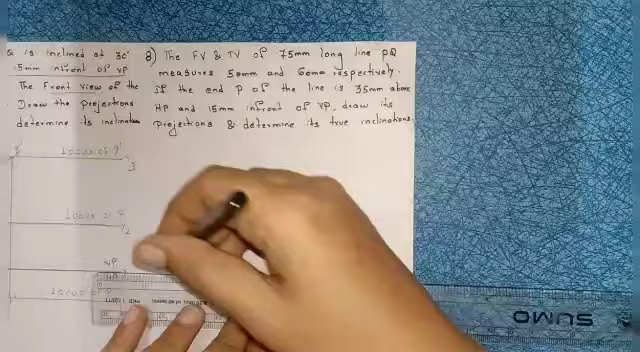 Q is inclined at 30°
15mm infront of VP
The Front view of the
Draw the projections
determine its inclination
8) The FV & TV of 75mm long line PQ
measures 50mm and 60mm respectively.
If the end P of the line is 35mm above
HP and 15mm infront of VP, draw its
projections & determine its true inclinations.
Locus of q'
3
Locus of
2
VP
SUMO